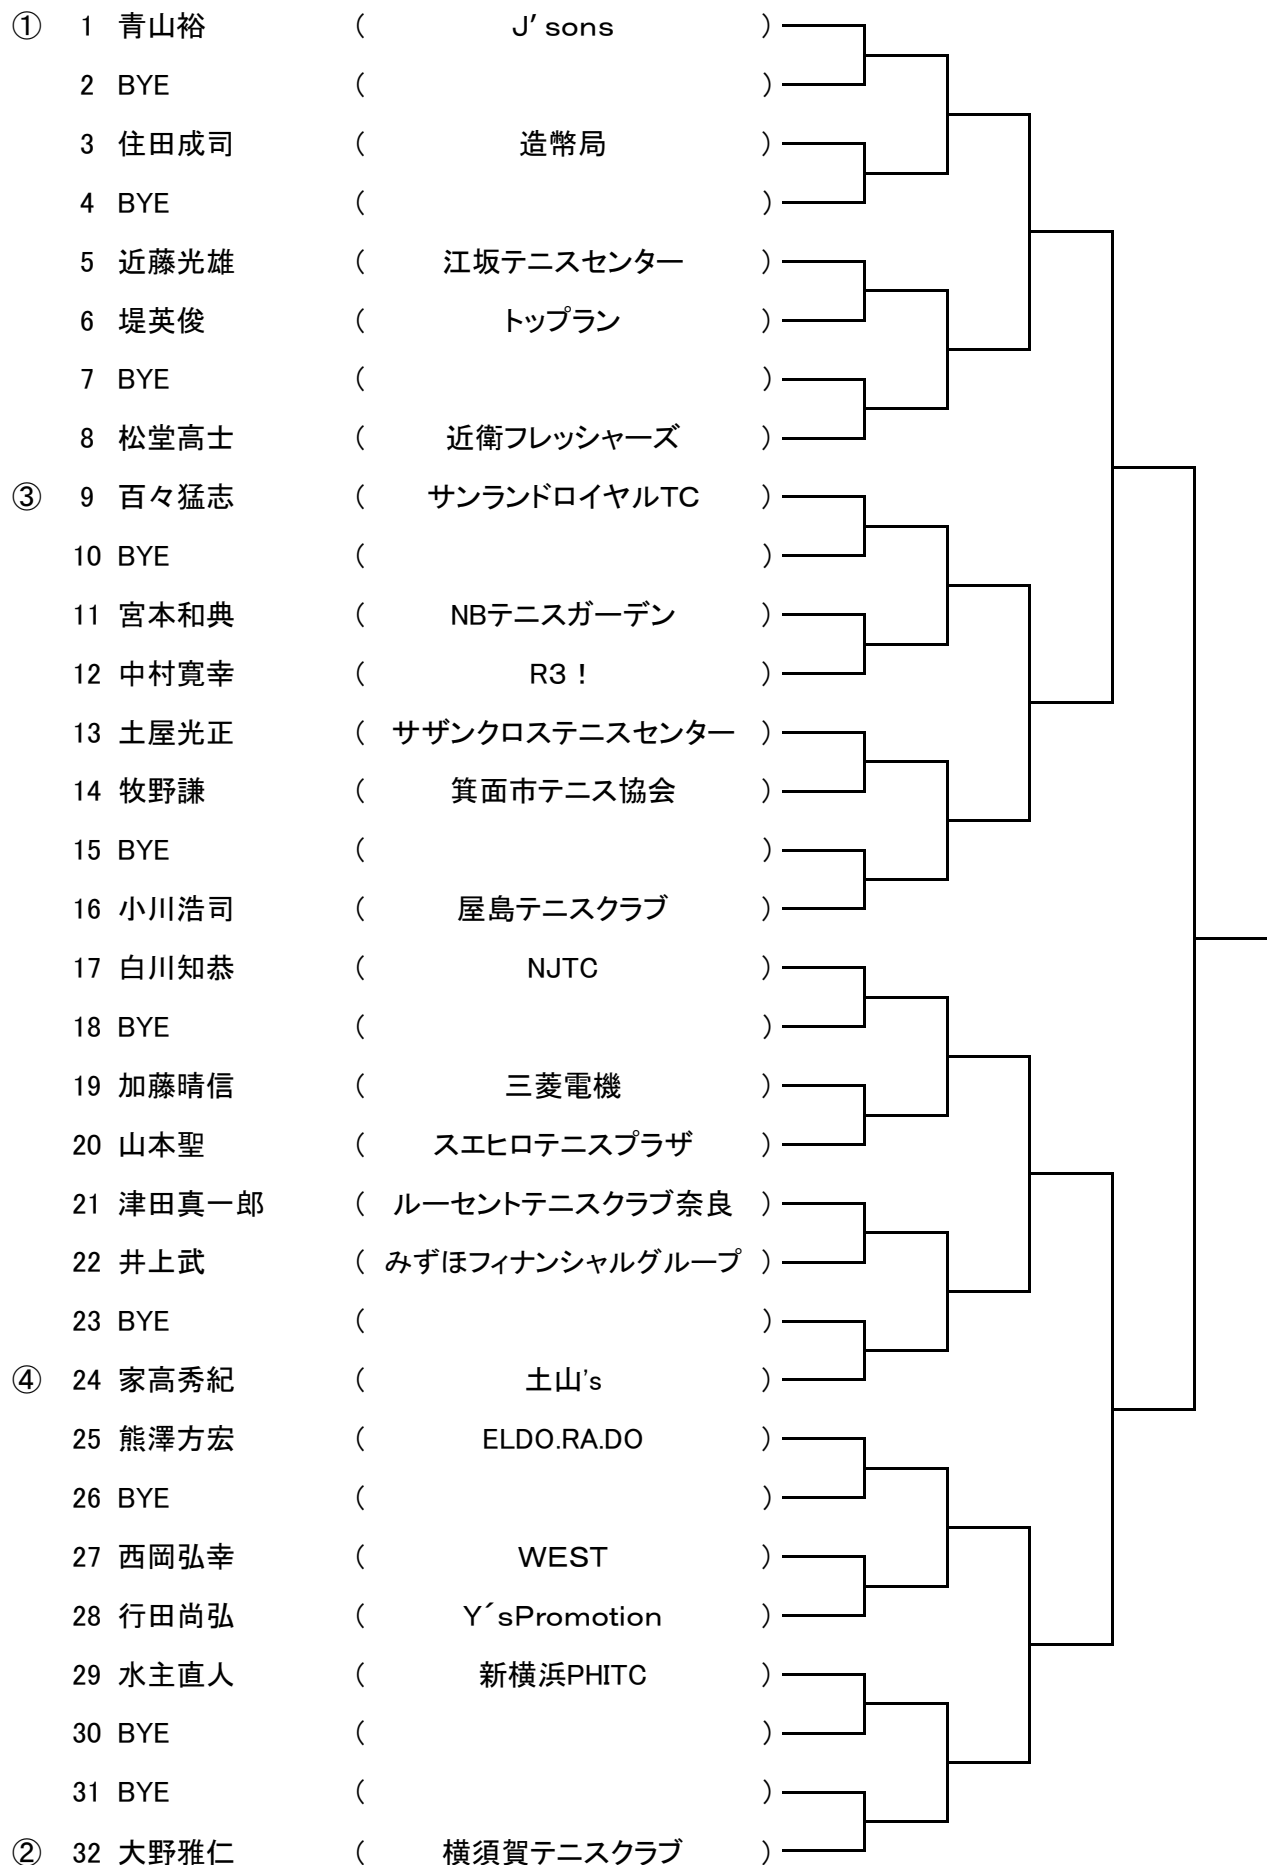 ① 1 青山裕 ( J’sons )
2 BYE ( )
3 住田成司 ( 造幣局 )
4 BYE ( )
5 近藤光雄 ( 江坂テニスセンター )
6 堤英俊 ( トップラン )
7 BYE ( )
8 松堂高士 ( 近衛フレッシャーズ )
③ 9 百々猛志 ( サンランドロイヤルTC )
10 BYE ( )
11 宮本和典 ( NBテニスガーデン )
12 中村寛幸 ( R3! )
13 土屋光正 ( サザンクロステニスセンター )
14 牧野謙 ( 箕面市テニス協会 )
15 BYE ( )
16 小川浩司 ( 屋島テニスクラブ )
17 白川知恭 ( NJTC )
18 BYE ( )
19 加藤晴信 ( 三菱電機 )
20 山本聖 ( スエヒロテニスプラザ )
21 津田真一郎 ( ルーセントテニスクラブ奈良 )
22 井上武 ( みずほフィナンシャルグループ )
23 BYE ( )
④ 24 家高秀紀 ( 土山's )
25 熊澤方宏 ( ELDO.RA.DO )
26 BYE ( )
27 西岡弘幸 ( WEST )
28 行田尚弘 ( Y´sPromotion )
29 水主直人 ( 新横浜PHITC )
30 BYE ( )
31 BYE ( )
② 32 大野雅仁 ( 横須賀テニスクラブ )